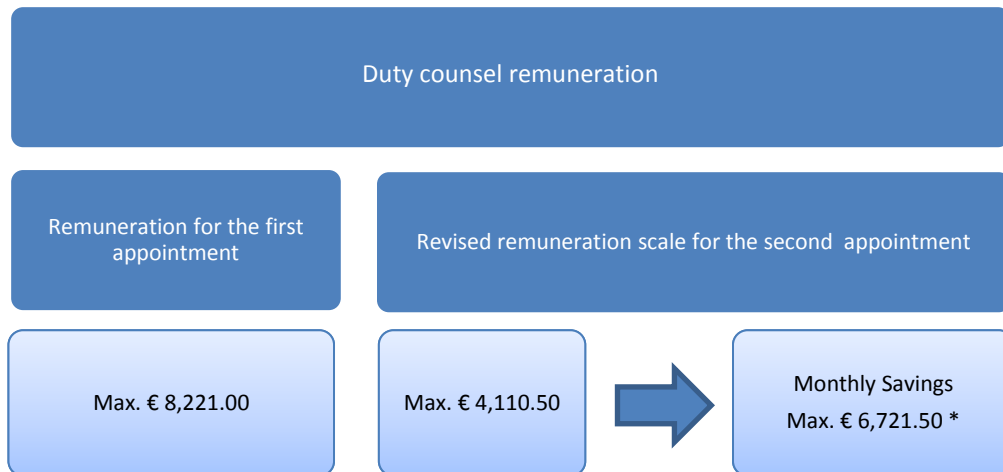 Duty counsel remuneration
Remuneration for the first
appointment
Revised remuneration scale for the second appointment
Max. € 8,221.00
Max. € 4,110.50
Monthly Savings
Max. € 6,721.50 *